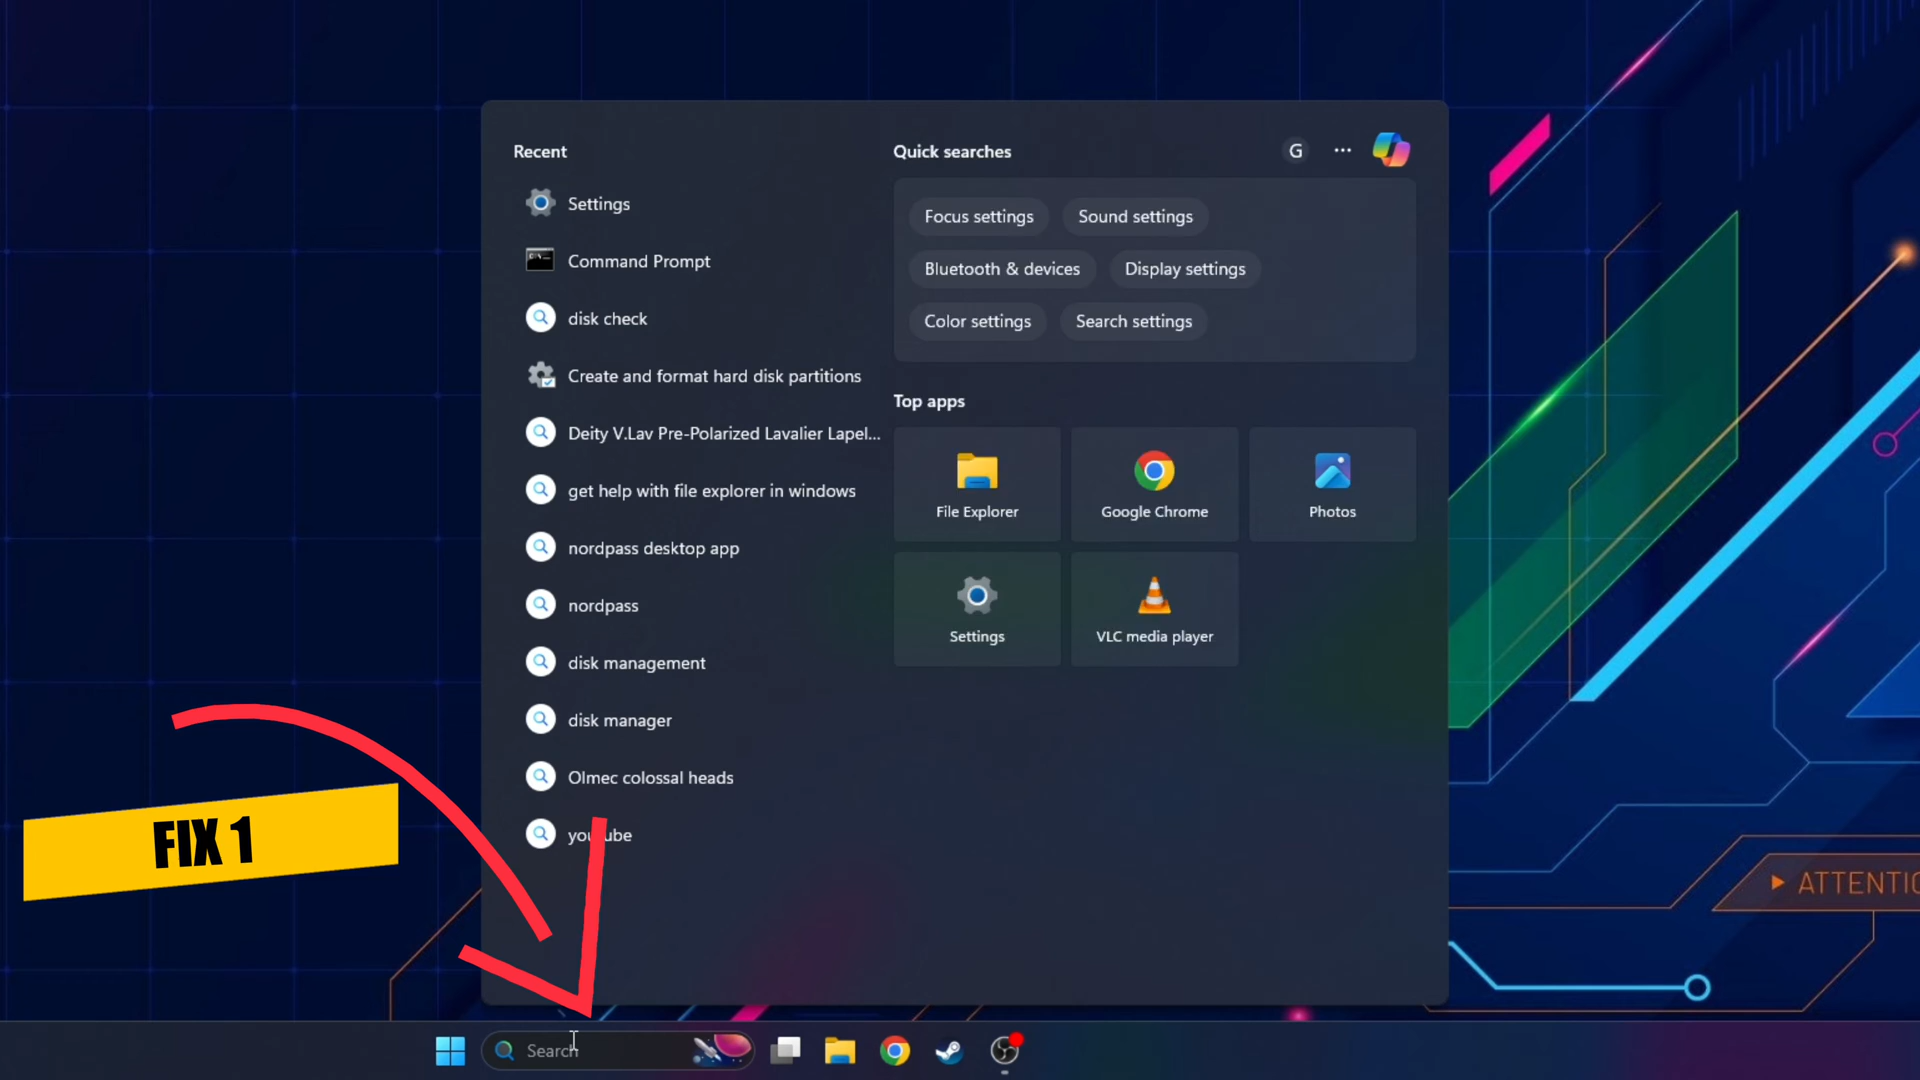 Recent
Settings
Command Prompt
disk check
Create and format hard disk partitions
Deity V.Lav Pre-Polarized Lavalier Lapel...
get help with file explorer in windows
nordpass desktop app
nordpass
disk management
disk manager
Olmec colossal heads
youtube
Quick searches
G
Focus settings
Sound settings
Bluetooth & devices
Display settings
Color settings
Search settings
Top apps
File Explorer
Google Chrome
Photos
Settings
VLC media player
FIX 1
ATTENTIO
Search